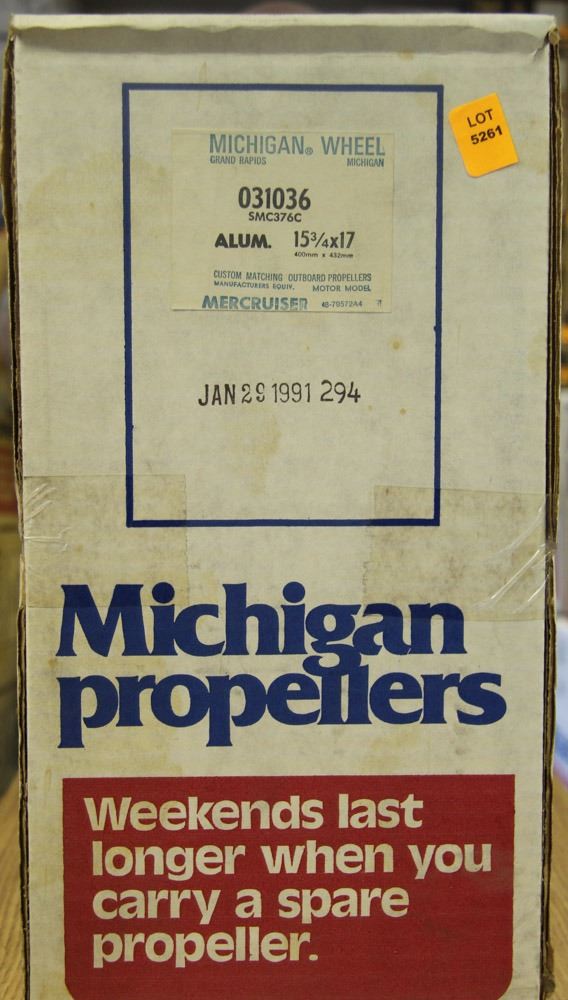 LOT
5261
MICHIGAN® WHEEL
GRAND RAPIDS MICHIGAN
031036
SMC376C
ALUM. 15¾x17
400mm x 432mm
CUSTOM MATCHING OUTBOARD PROPELLERS
MANUFACTURERS EQUIV. MOTOR MODEL
MERCRUISER 48-79572A4
JAN 29 1991 294
Michigan
propellers
Weekends last
longer when you
carry a spare
propeller.